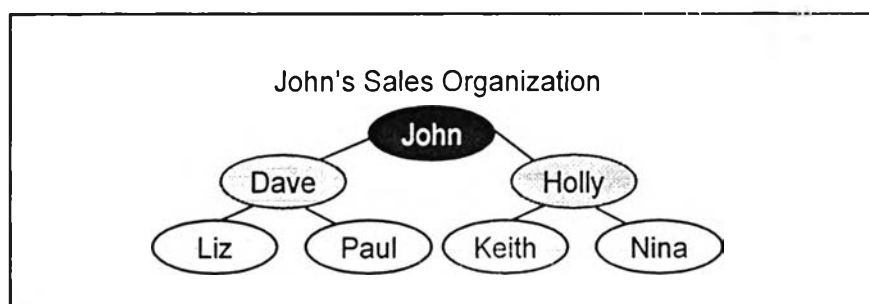 John's Sales Organization
John
Dave Holly
Liz Paul Keith Nina